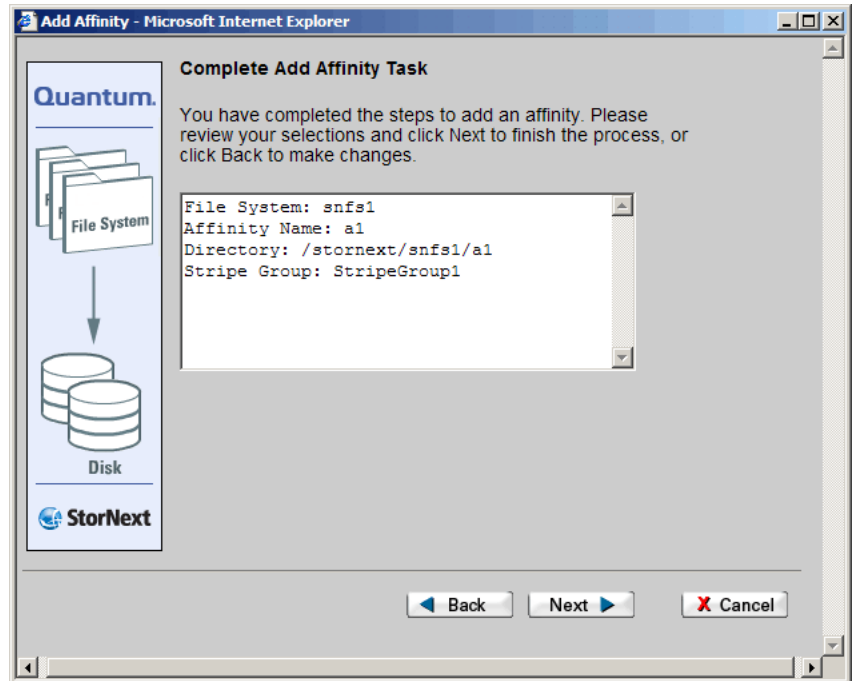 Add Affinity - Microsoft Internet Explorer
Quantum.
File System
Disk
StorNext
Complete Add Affinity Task
You have completed the steps to add an affinity. Please
review your selections and click Next to finish the process, or
click Back to make changes.
File System: snfs1
Affinity Name: a1
Directory: /stornext/snfs1/a1
Stripe Group: StripeGroup1
Back
Next
Cancel